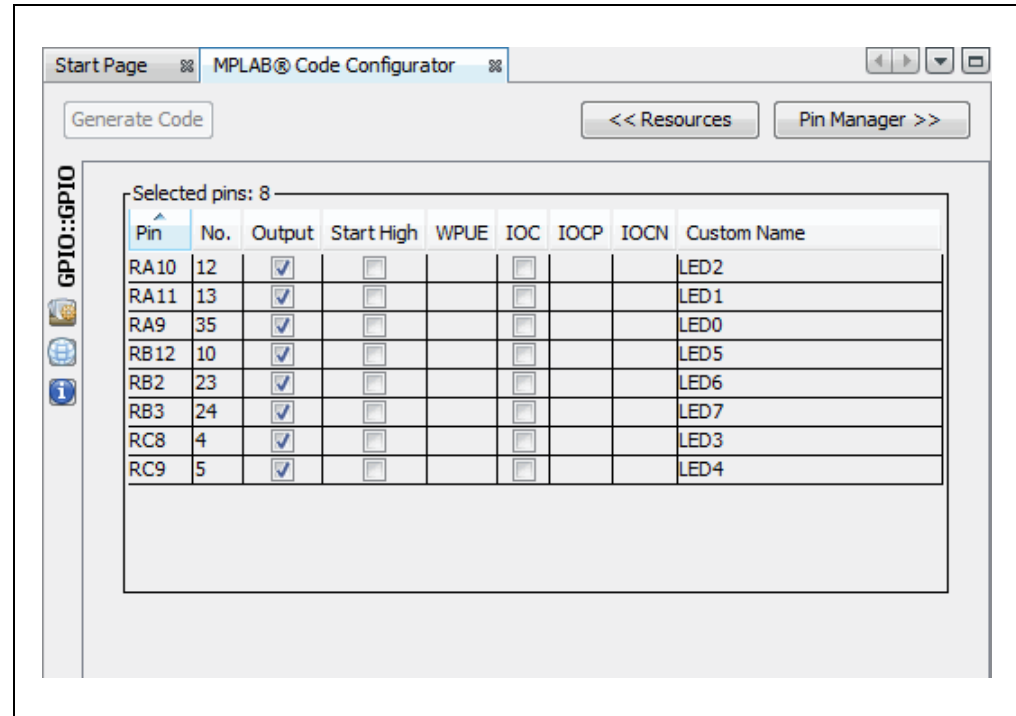 Start Page MPLAB® Code Configurator
Generate Code << Resources Pin Manager >>
GPIO::GPIO
Selected pins: 8
Pin No. Output Start High WPUE IOC IOCP IOCN Custom Name
RA10 12 LED2
RA11 13 LED1
RA9 35 LED0
RB12 10 LED5
RB2 23 LED6
RB3 24 LED7
RC8 4 LED3
RC9 5 LED4